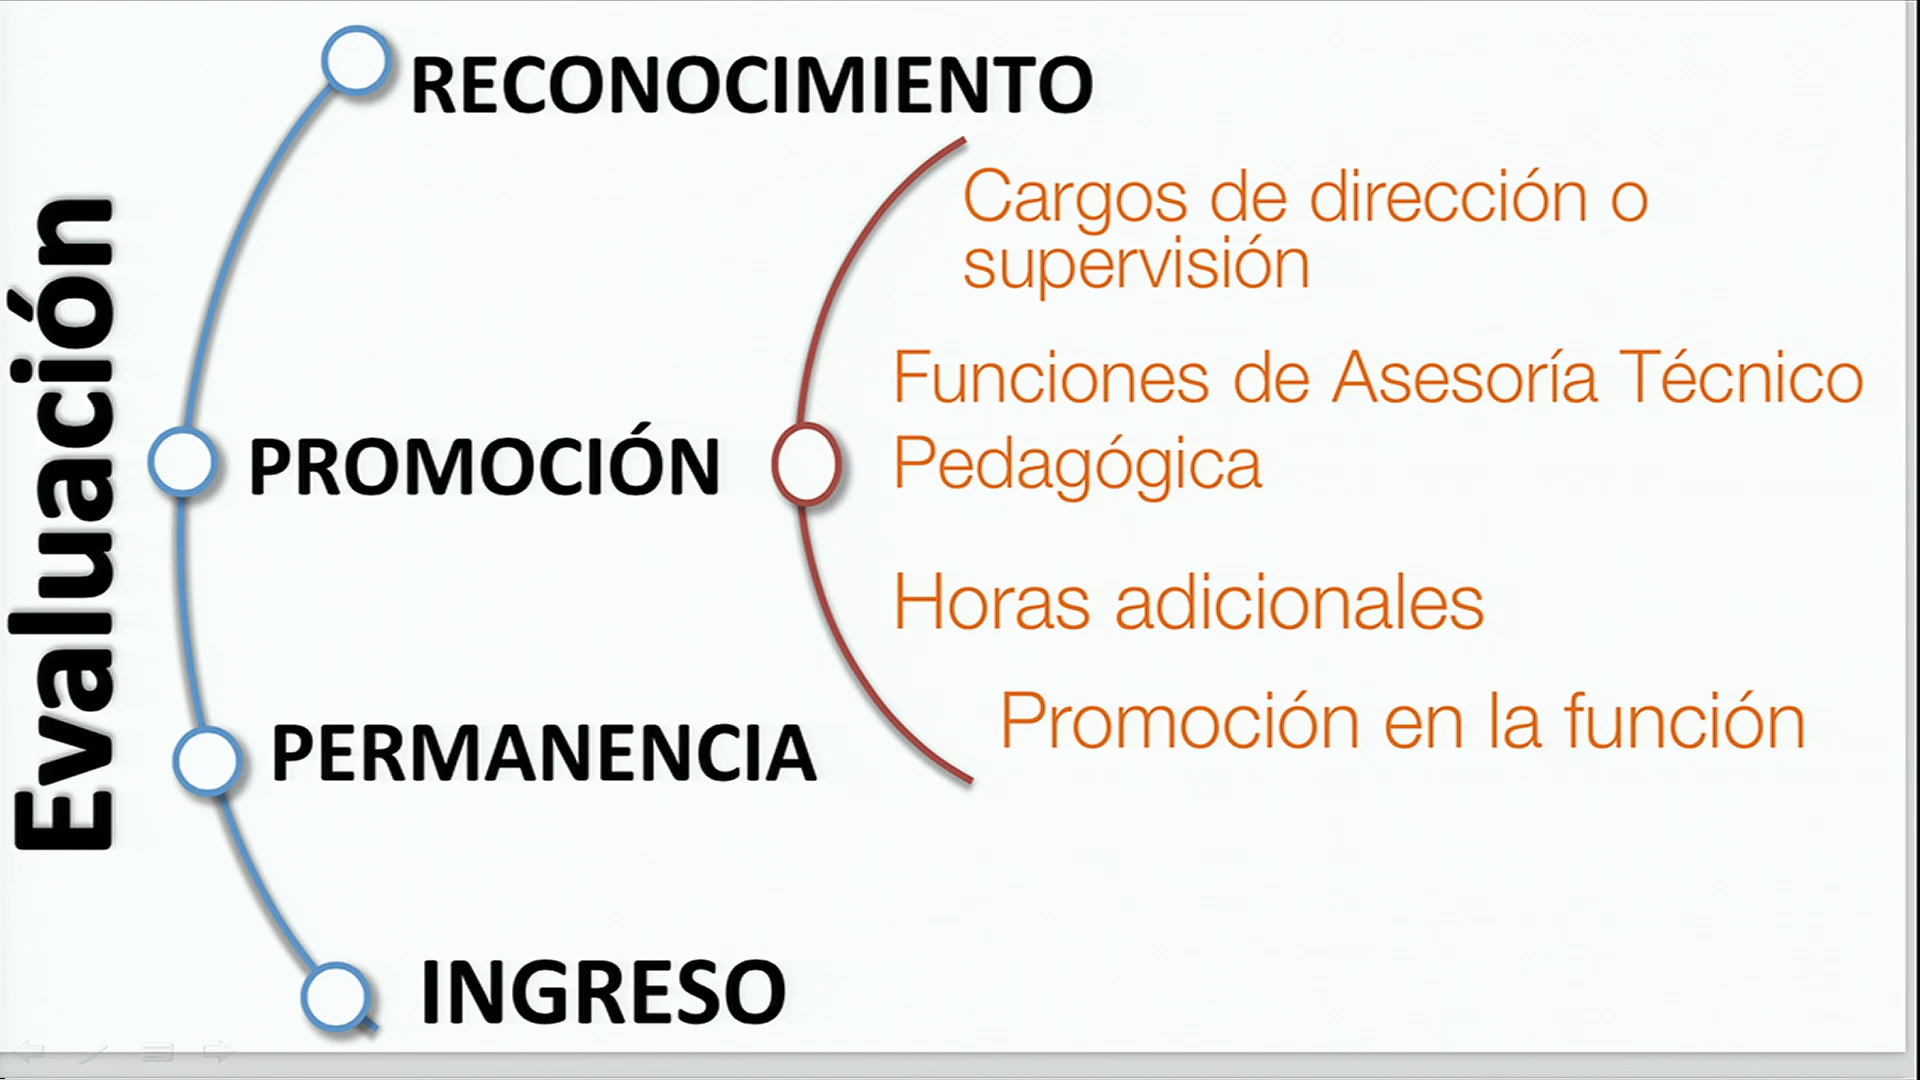 Evaluación
RECONOCIMIENTO
PROMOCIÓN
Cargos de dirección o
supervisión
Funciones de Asesoría Técnico
Pedagógica
Horas adicionales
Promoción en la función
PERMANENCIA
INGRESO